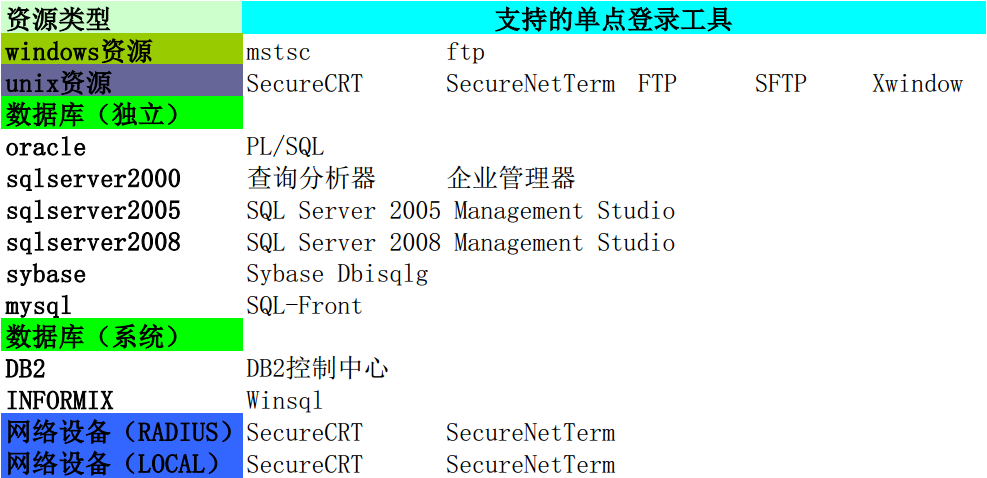 资源类型 支持的单点登录工具
windows资源 mstsc ftp
unix资源 SecureCRT SecureNetTerm FTP SFTP Xwindow
数据库（独立）
oracle PL/SQL
sqlserver2000 查询分析器 企业管理器
sqlserver2005 SQL Server 2005 Management Studio
sqlserver2008 SQL Server 2008 Management Studio
sybase Sybase Dbisqlg
mysql SQL-Front
数据库（系统）
DB2 DB2控制中心
INFORMIX Winsql
网络设备（RADIUS） SecureCRT SecureNetTerm
网络设备（LOCAL） SecureCRT SecureNetTerm